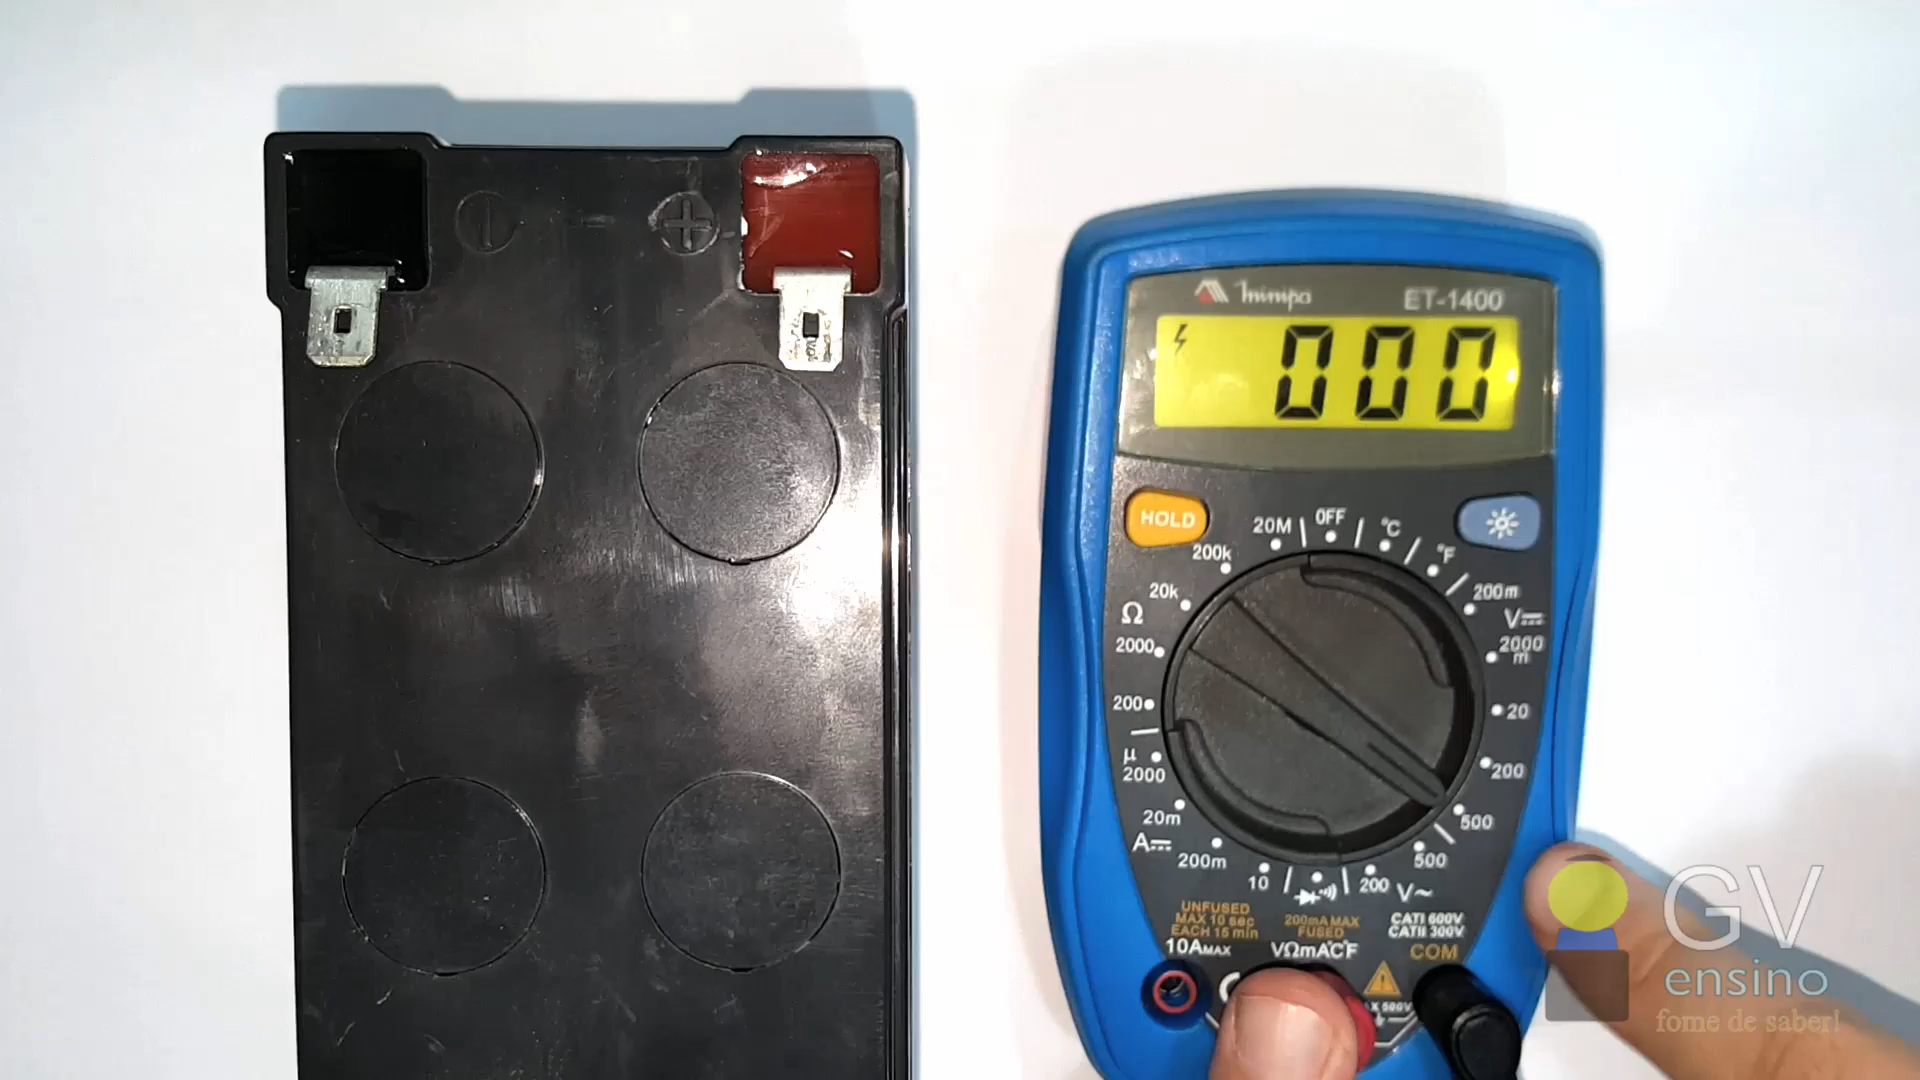 Minipa ET-1400
000
HOLD
OFF
20M
°C
200k
°F
20k
200m
Ω
V
2000
2000
m
200
20
μ
2000
200
20m
500
A
200m
500
10
200
V~
UNFUSED
MAX 10 sec
EACH 15 min
10AMAX
200mA MAX
FUSED
VΩmA°C°F
CATI 600V
CATII 300V
COM
X 500V
GV
ensino
fome de saber!